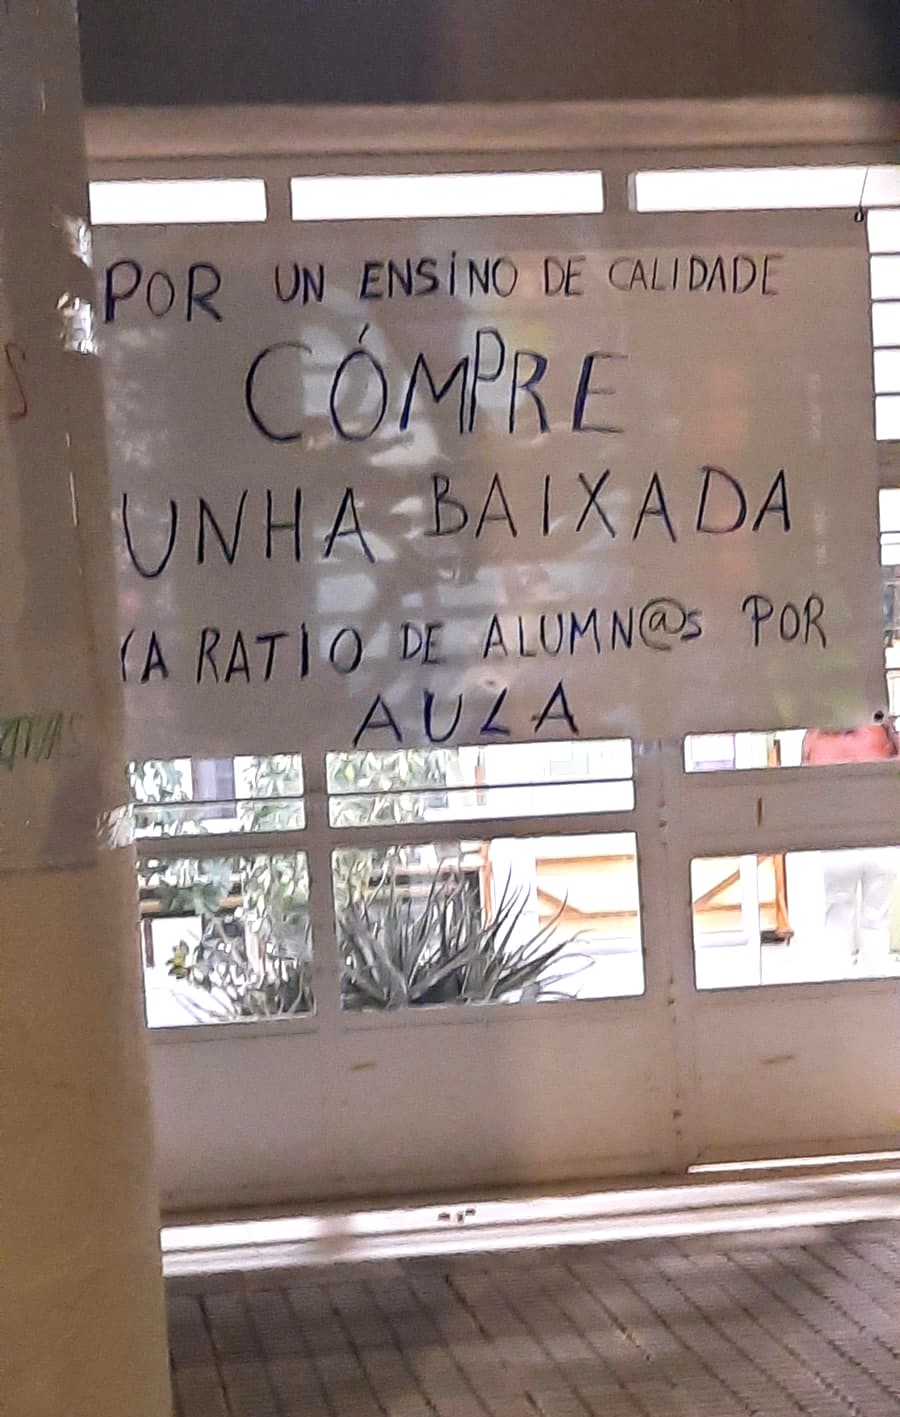 POR UN ENSINO DE CALIDADE
CÓMPRE
UNHA BAIXADA
A RATIO DE ALUMN@S POR
AULA